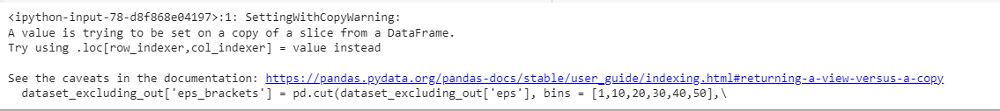 <ipython-input-78-d8f868e04197>:1: SettingWithCopyWarning:
A value is trying to be set on a copy of a slice from a DataFrame.
Try using .loc[row_indexer,col_indexer] = value instead

See the caveats in the documentation: https://pandas.pydata.org/pandas-docs/stable/user_guide/indexing.html#returning-a-view-versus-a-copy
  dataset_excluding_out['eps_brackets'] = pd.cut(dataset_excluding_out['eps'], bins = [1,10,20,30,40,50],\